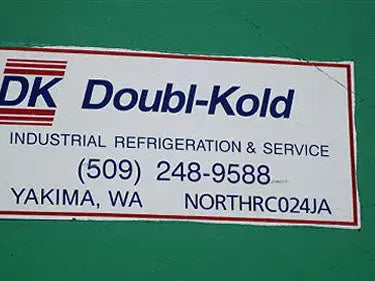 DK Doubl-Kold
INDUSTRIAL REFRIGERATION & SERVICE
(509) 248-9588
YAKIMA, WA NORTHRC024JA